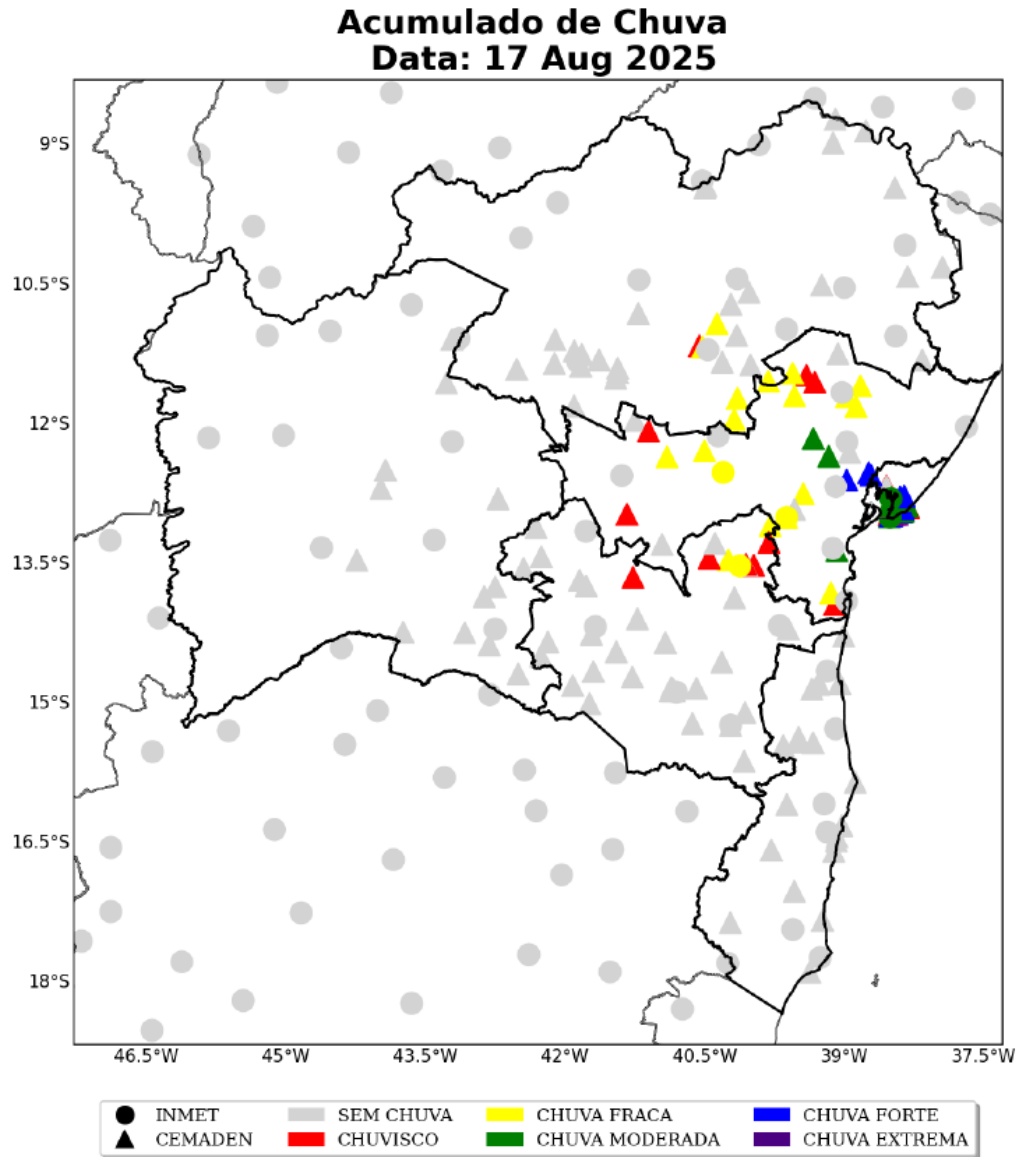 Acumulado de Chuva
Data: 17 Aug 2025
9°S
10.5°S
12°S
13.5°S
15°S
16.5°S
18°S
46.5°W 45°W 43.5°W 42°W 40.5°W 39°W 37.5°W
INMET SEM CHUVA CHUVA FRACA CHUVA FORTE
CEMADEN CHUVISCO CHUVA MODERADA CHUVA EXTREMA